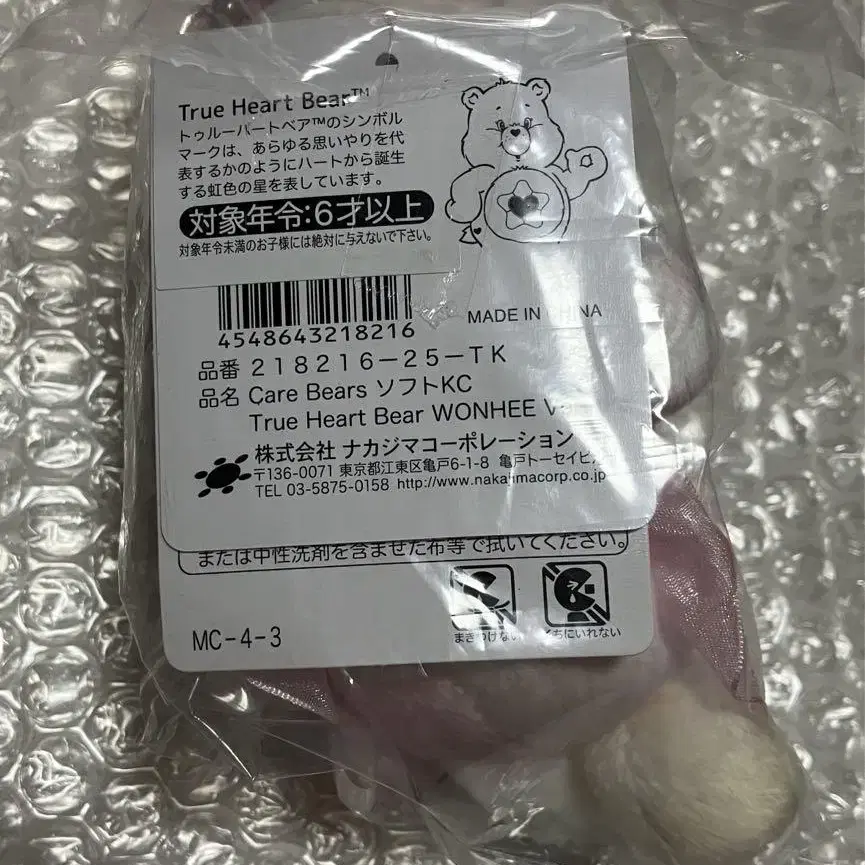 True Heart Bear™
トゥルーハートベア™のシンボル
マークは、あらゆる思いやりを代
表するかのようにハートから誕生
する虹色の星を表しています。
対象年令:6才以上
対象年令未満のお子様には絶対に与えないで下さい。
4548643218216
MADE IN CHINA
品番 218216-25-TK
品名 Care Bears ソフトKC
True Heart Bear WONHEE
株式会社 ナカジマコーポレーション
〒136-0071 東京都江東区亀戸6-1-8 亀戸トーセイビル
TEL 03-5875-0158 http://www.nakajimacorp.co.jp
または中性洗剤を含ませた布等で拭いてください。
まきつけない
くちにいれない
MC-4-3